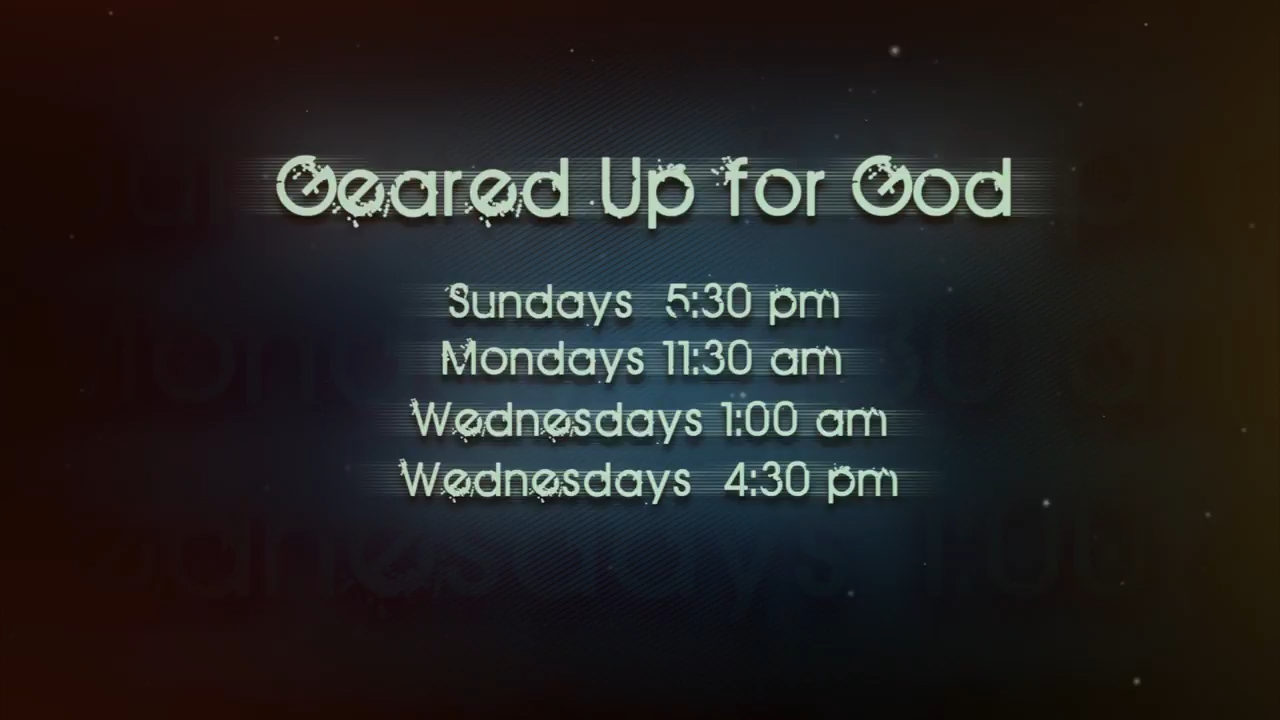 Geared Up for God
Sundays 5:30 pm
Mondays 11:30 am
Wednesdays 1:00 am
Wednesdays 4:30 pm